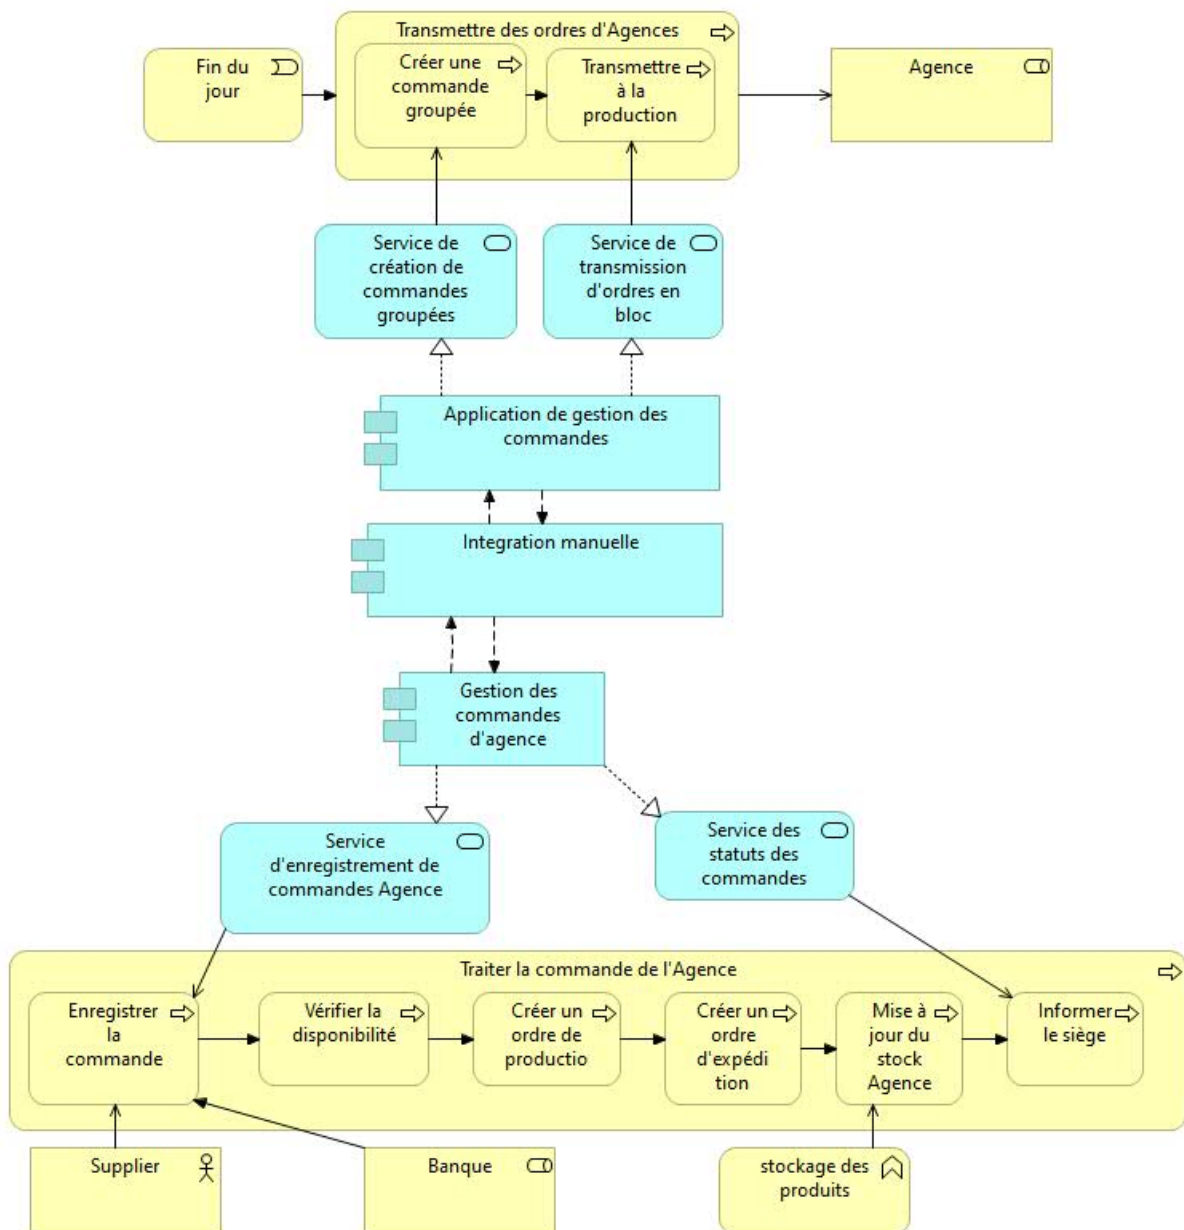 Transmettre des ordres d'Agences
Fin du
jour
Créer une
commande
groupée
Transmettre
à la
production
Agence
Service de
création de
commandes
groupées
Service de
transmission
d'ordres en
bloc
Application de gestion des
commandes
Integration manuelle
Gestion des
commandes
d'agence
Service
d'enregistrement de
commandes Agence
Service des
statuts des
commandes
Traiter la commande de l'Agence
Enregistrer
la
commande
Vérifier la
disponibilité
Créer un
ordre de
productio
Créer un
ordre
d'expédi
tion
Mise à
jour du
stock
Agence
Informer
le siège
Supplier
Banque
stockage des
produits